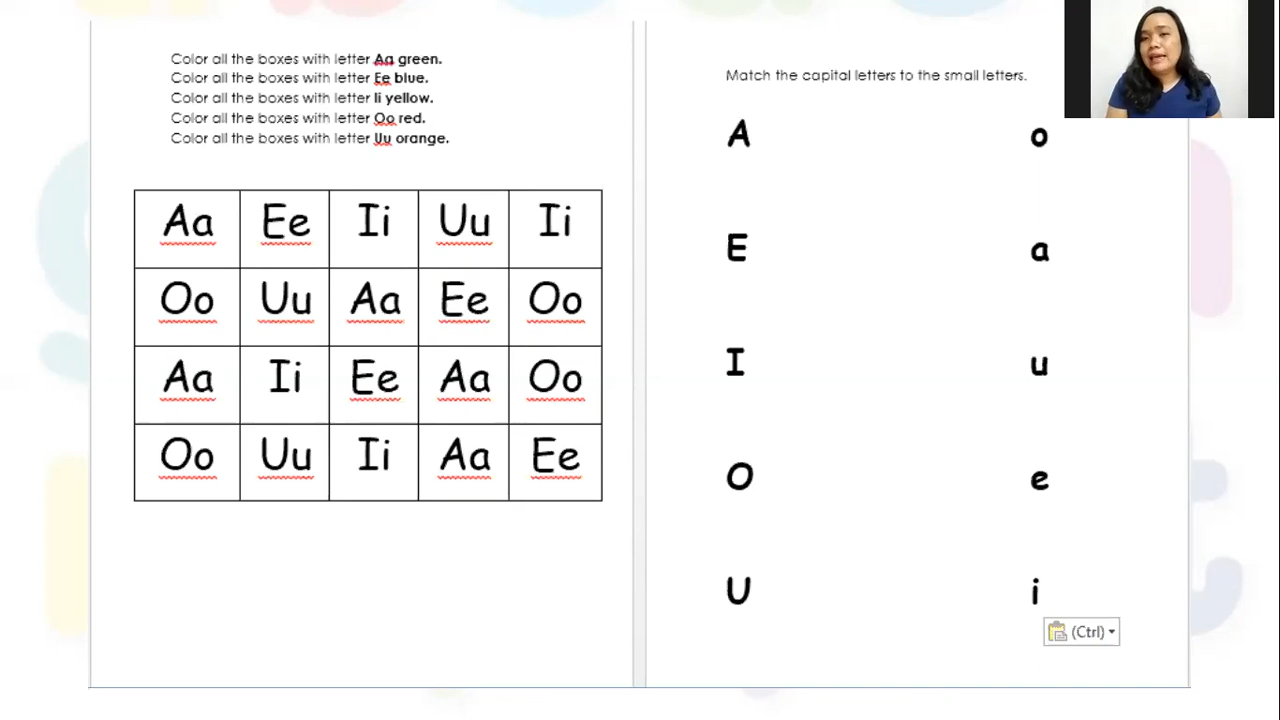 Color all the boxes with letter Aa green.
Color all the boxes with letter Ee blue.
Color all the boxes with letter Ii yellow.
Color all the boxes with letter Oo red.
Color all the boxes with letter Uu orange.
Aa Ee Ii Uu Ii
Oo Uu Aa Ee Oo
Aa Ii Ee Aa Oo
Oo Uu Ii Aa Ee
Match the capital letters to the small letters.
A o
E a
I u
O e
U i
(Ctrl)